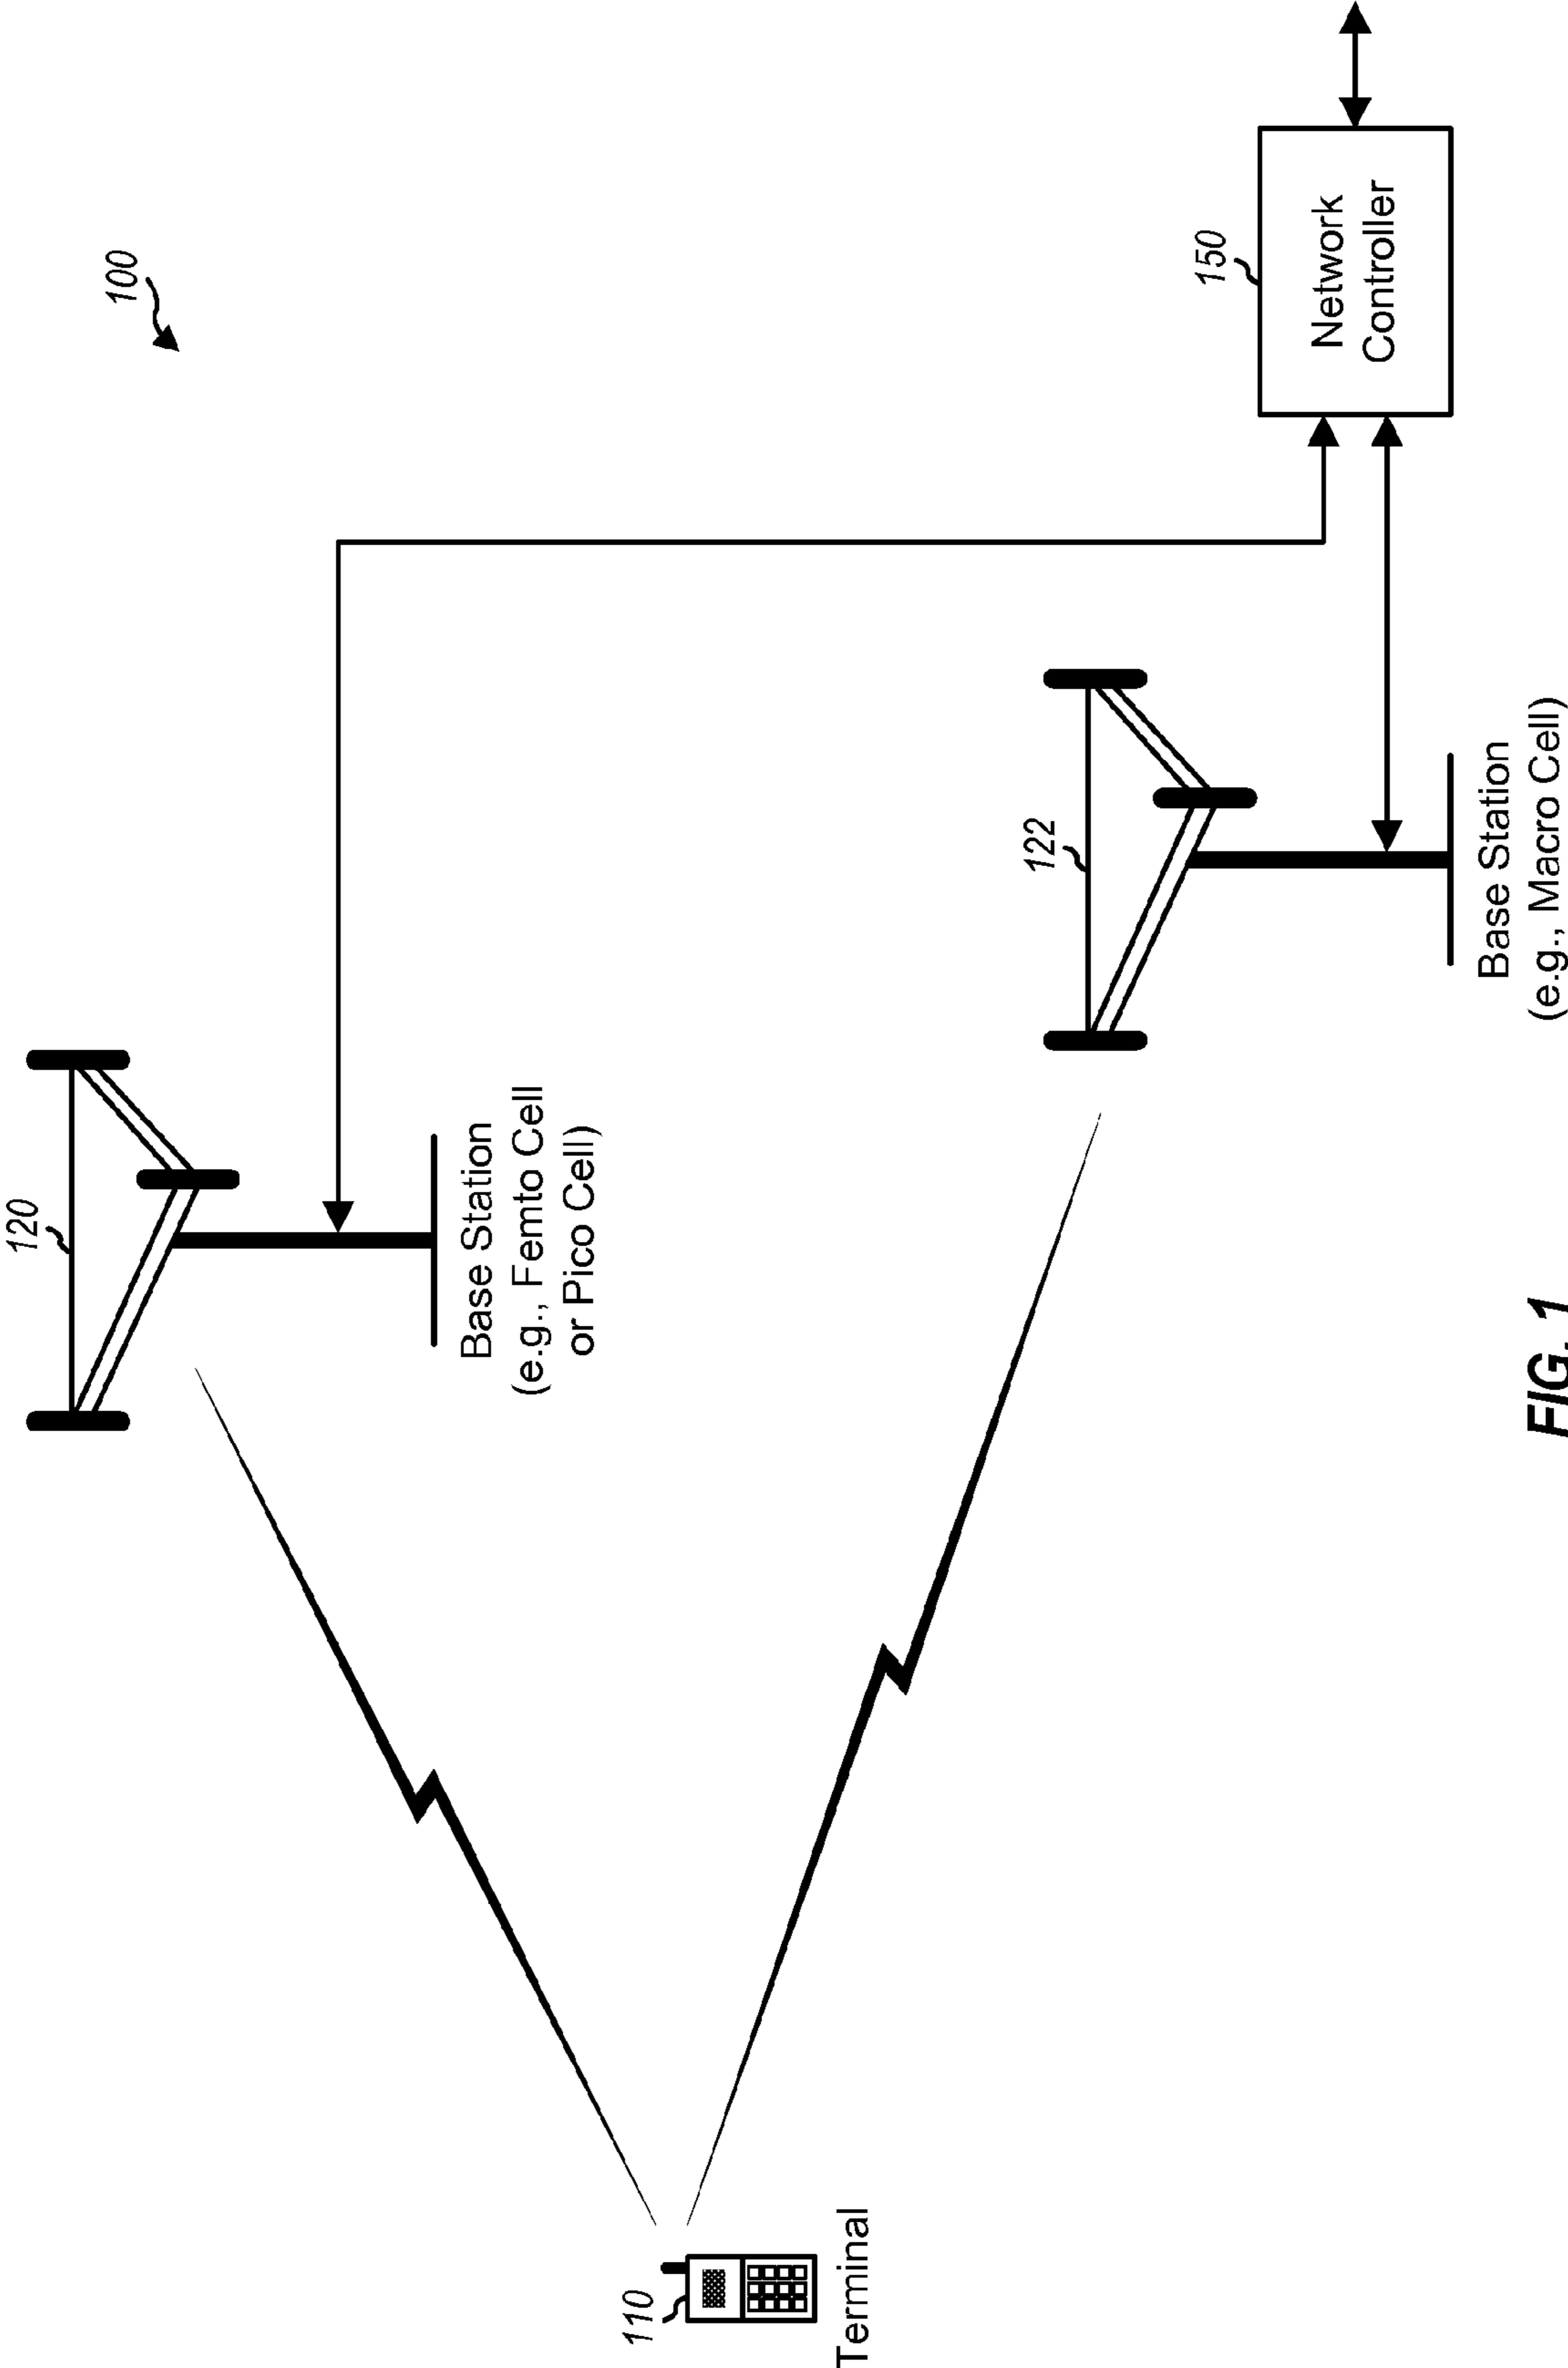 100
120
Base Station
(e.g., Femto Cell
or Pico Cell)
110
Terminal
122
Base Station
(e.g., Macro Cell)
150
Network
Controller
FIG. 1